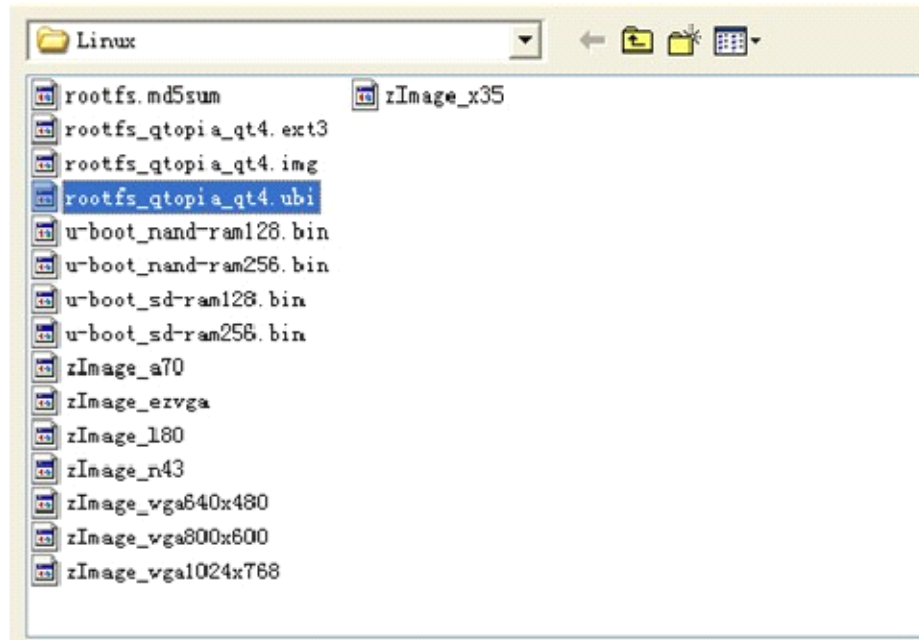 Linux
rootfs.md5sum
rootfs_qtopia_qt4.ext3
rootfs_qtopia_qt4.img
rootfs_qtopia_qt4.ubi
u-boot_nand-ram128.bin
u-boot_nand-ram256.bin
u-boot_sd-ram128.bin
u-boot_sd-ram256.bin
zImage_a70
zImage_ezvga
zImage_l80
zImage_n43
zImage_vga640x480
zImage_vga800x600
zImage_vga1024x768
zImage_x35